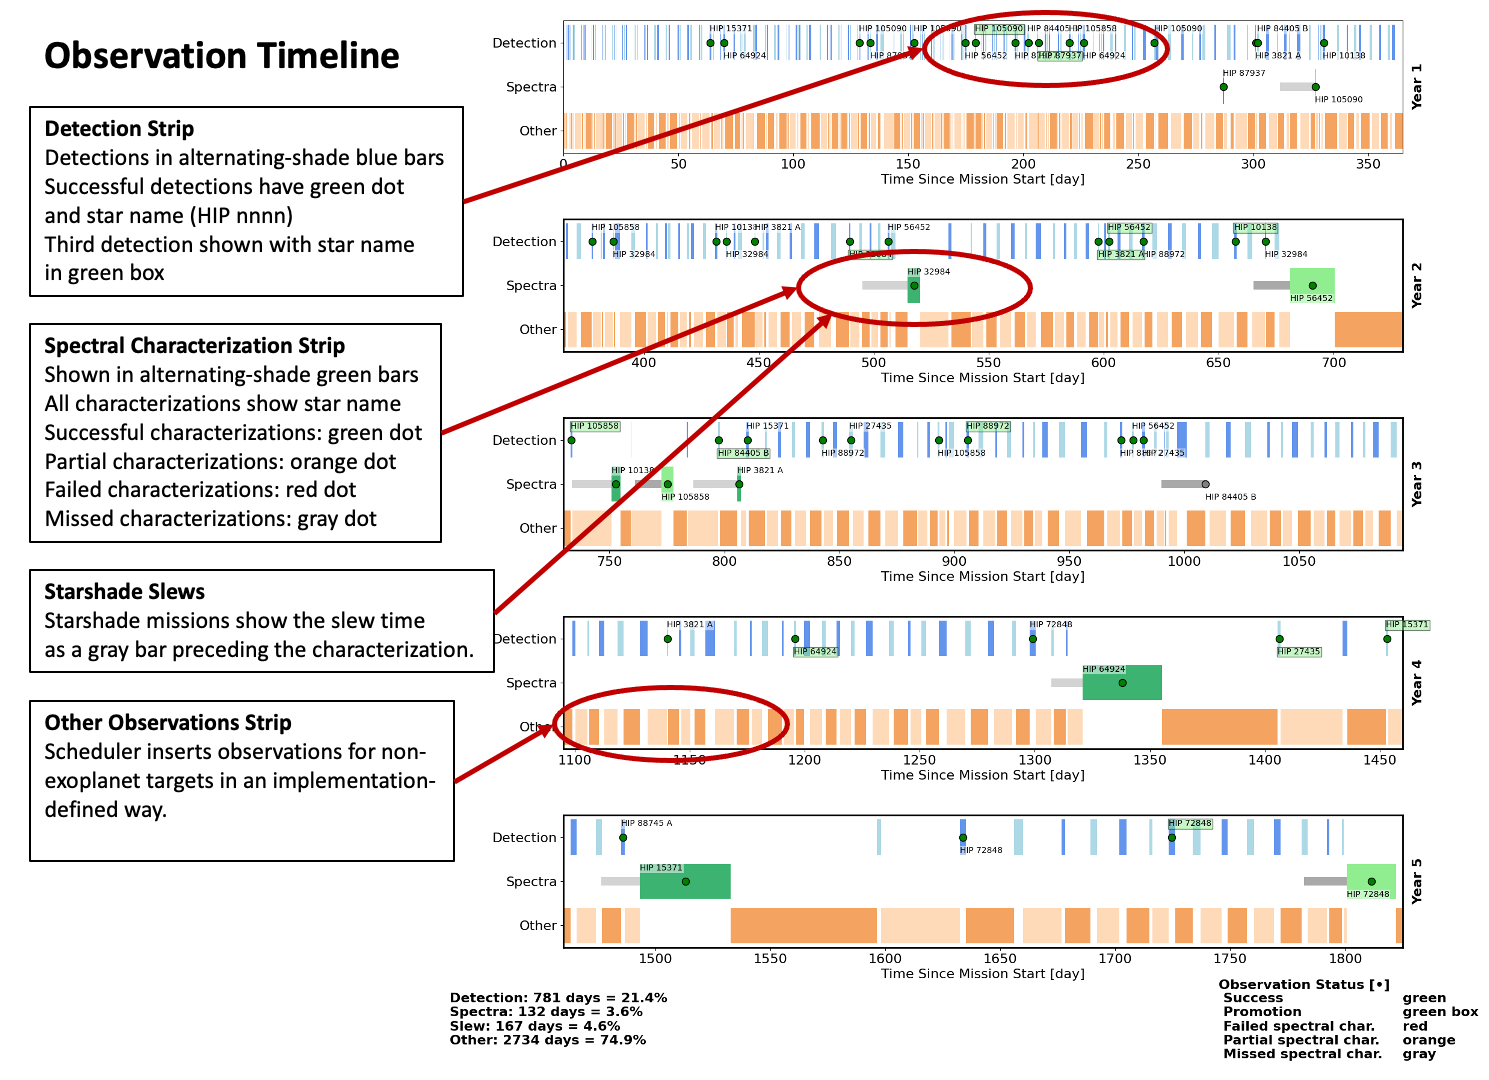 Observation Timeline
Detection Strip
Detections in alternating-shade blue bars
Successful detections have green dot
and star name (HIP nnnn)
Third detection shown with star name
in green box
Spectral Characterization Strip
Shown in alternating-shade green bars
All characterizations show star name
Successful characterizations: green dot
Partial characterizations: orange dot
Failed characterizations: red dot
Missed characterizations: gray dot
Starshade Slews
Starshade missions show the slew time
as a gray bar preceding the characterization.
Other Observations Strip
Scheduler inserts observations for non-
exoplanet targets in an implementation-
defined way.
HIP 15371 HIP 105090 HIP 105090 HIP 84405 HIP 105858 HIP 105090 HIP 84405 B
Detection
HIP 64924 HIP 56452 HIP 87937 HIP 64924 HIP 3821 A HIP 10138
HIP 87937
Spectra
HIP 105090
Other
0 50 100 150 200 250 300 350
Time Since Mission Start [day]
Year 1
HIP 105858 HIP 10138 HIP 3821 A HIP 56452 HIP 56452 HIP 10138
Detection
HIP 32984 HIP 32984 HIP 3821 A HIP 88972 HIP 32984
HIP 32984
Spectra
HIP 56452
Other
400 450 500 550 600 650 700
Time Since Mission Start [day]
Year 2
HIP 105858 HIP 15371 HIP 27435 HIP 88972 HIP 56452
Detection
HIP 84405 B HIP 88972 HIP 105858 HIP 27435
HIP 10138 HIP 3821 A
Spectra
HIP 105858 HIP 84405 B
Other
750 800 850 900 950 1000 1050
Time Since Mission Start [day]
Year 3
HIP 3821 A HIP 72848 HIP 15371
Detection
HIP 64924 HIP 27435
HIP 64924
Spectra
Other
1100 1150 1200 1250 1300 1350 1400 1450
Time Since Mission Start [day]
Year 4
HIP 88745 A HIP 72848
Detection
HIP 72848
HIP 15371
Spectra
HIP 72848
Other
1500 1550 1600 1650 1700 1750 1800
Time Since Mission Start [day]
Year 5
Detection: 781 days = 21.4%
Spectra: 132 days = 3.6%
Slew: 167 days = 4.6%
Other: 2734 days = 74.9%
Observation Status [•]
Success green
Promotion green box
Failed spectral char. red
Partial spectral char. orange
Missed spectral char. gray